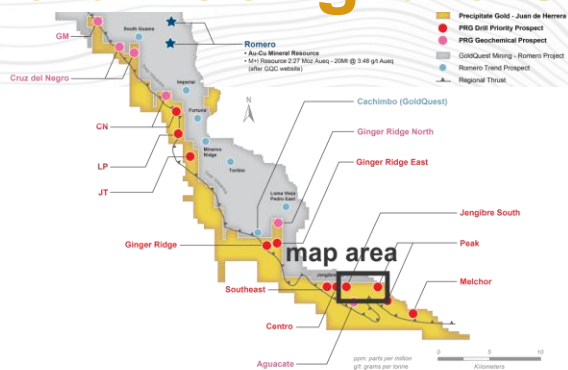 Precipitate Gold - Juan de Herrera
PRG Drill Priority Prospect
PRG Geochemical Prospect
GoldQuest Mining - Romero Project
Romero Trend Prospect
Regional Thrust
GM
South Guama
Romero
• Au-Cu Mineral Resource
• M+I Resource 2.27 Moz Aueq - 20Mt @ 3.48 g/t Aueq
(after GQC website)
Cruz del Negro
Imperial
N
Cachimbo (GoldQuest)
Fortuna
CN
Ginger Ridge North
Mineros
Ridge
LP
Ginger Ridge East
Toribio
JT
Loma Viejo
Pedro East
Jengibre South
Ginger Ridge
map area
Peak
Southeast
Melchor
Centro
Aguacate
ppm: parts per million
g/t: grams per tonne
0 5 10
Kilometers